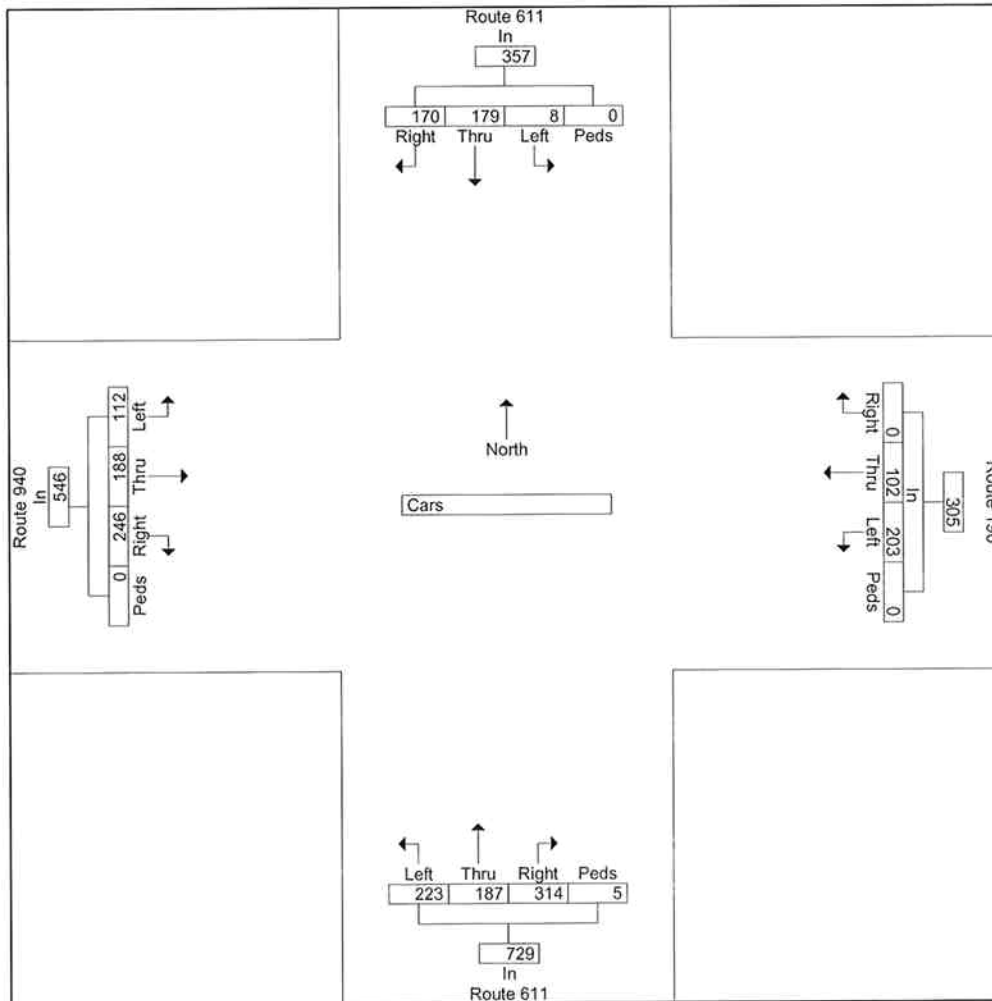 Route 611
In
357
170 179 8 0
Right Thru Left Peds
Route 940
In
546
112 188 246 0
Left Thru Right Peds
North
Cars
Right Thru Left Peds
0 102 203 0
In
305
Left Thru Right Peds
223 187 314 5
729
In
Route 611